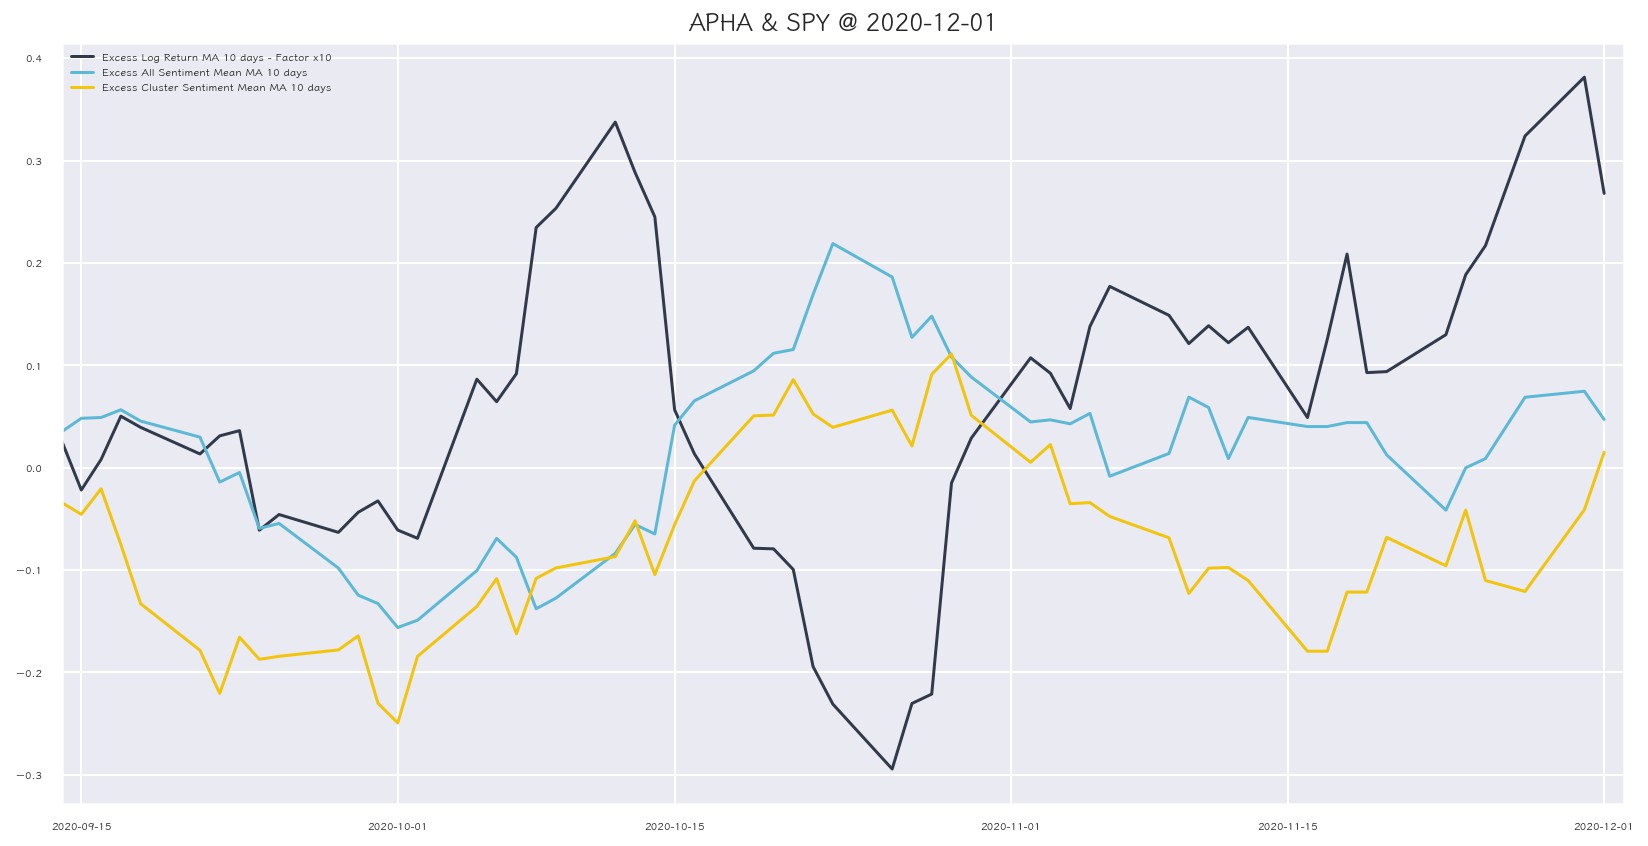 APHA & SPY @ 2020-12-01
Excess Log Return MA 10 days - Factor x10
Excess All Sentiment Mean MA 10 days
Excess Cluster Sentiment Mean MA 10 days
0.4
0.3
0.2
0.1
0.0
−0.1
−0.2
−0.3
2020-09-15 2020-10-01 2020-10-15 2020-11-01 2020-11-15 2020-12-01